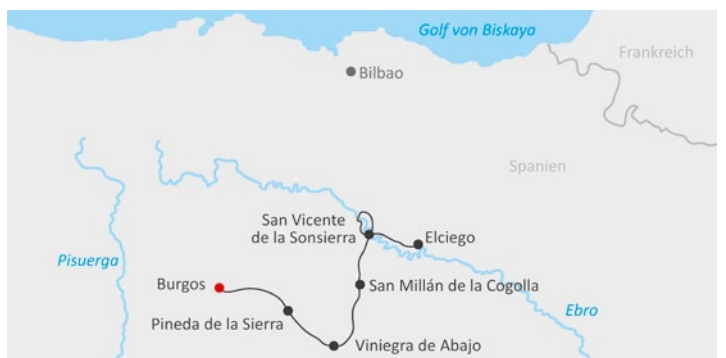 Golf von Biskaya
Frankreich
Bilbao
Spanien
San Vicente
de la Sonsierra
Elciego
Pisuerga
Burgos
San Millán de la Cogolla
Ebro
Pineda de la Sierra
Viniegra de Abajo